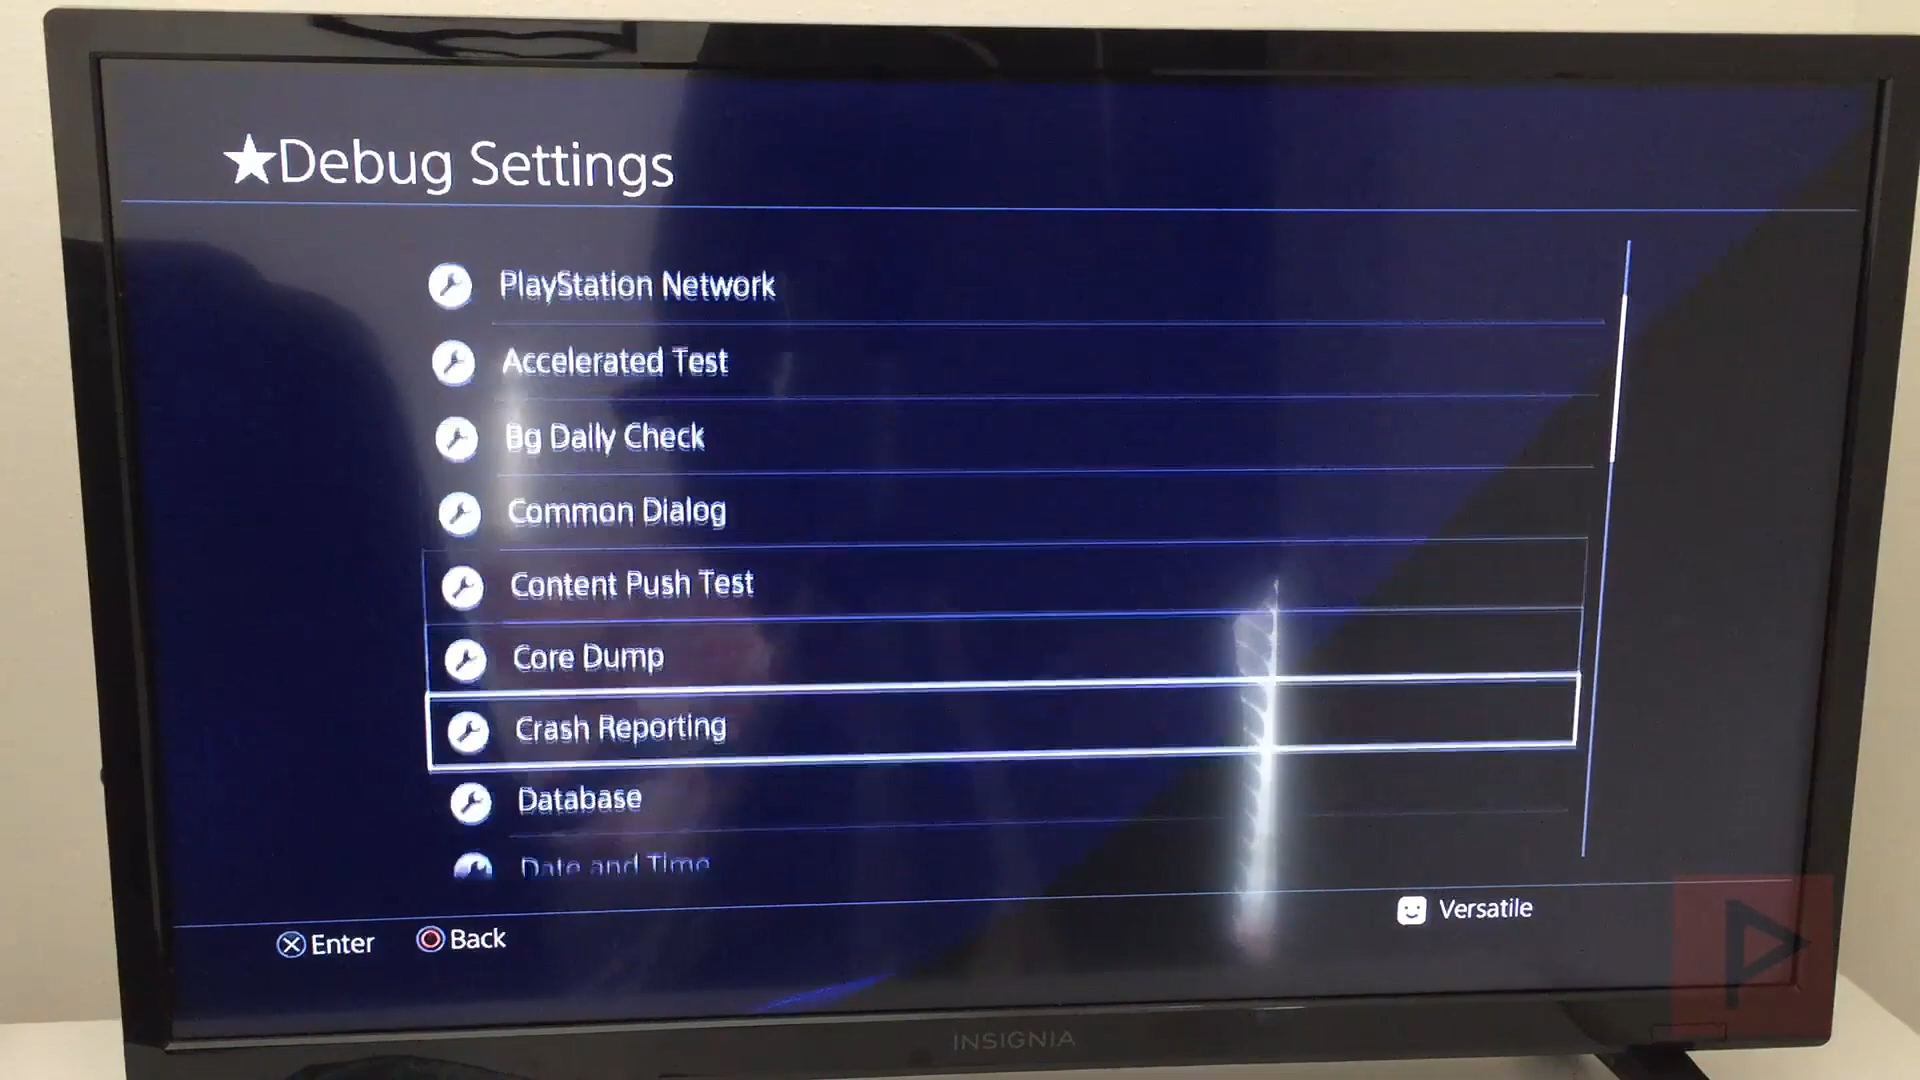 ★Debug Settings
PlayStation Network
Accelerated Test
Bg Daily Check
Common Dialog
Content Push Test
Core Dump
Crash Reporting
Database
Date and Time
Versatile
Enter
Back
INSIGNIA